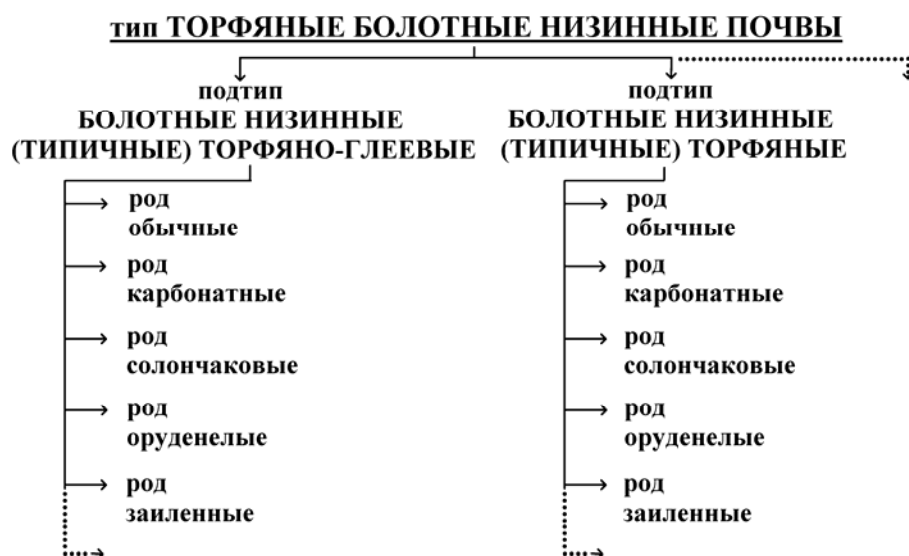 тип ТОРФЯНЫЕ БОЛОТНЫЕ НИЗИННЫЕ ПОЧВЫ
подтип
БОЛОТНЫЕ НИЗИННЫЕ
(ТИПИЧНЫЕ) ТОРФЯНО-ГЛЕЕВЫЕ
род
обычные
род
карбонатные
род
солончаковые
род
оруденелые
род
заиленные
подтип
БОЛОТНЫЕ НИЗИННЫЕ
(ТИПИЧНЫЕ) ТОРФЯНЫЕ
род
обычные
род
карбонатные
род
солончаковые
род
оруденелые
род
заиленные